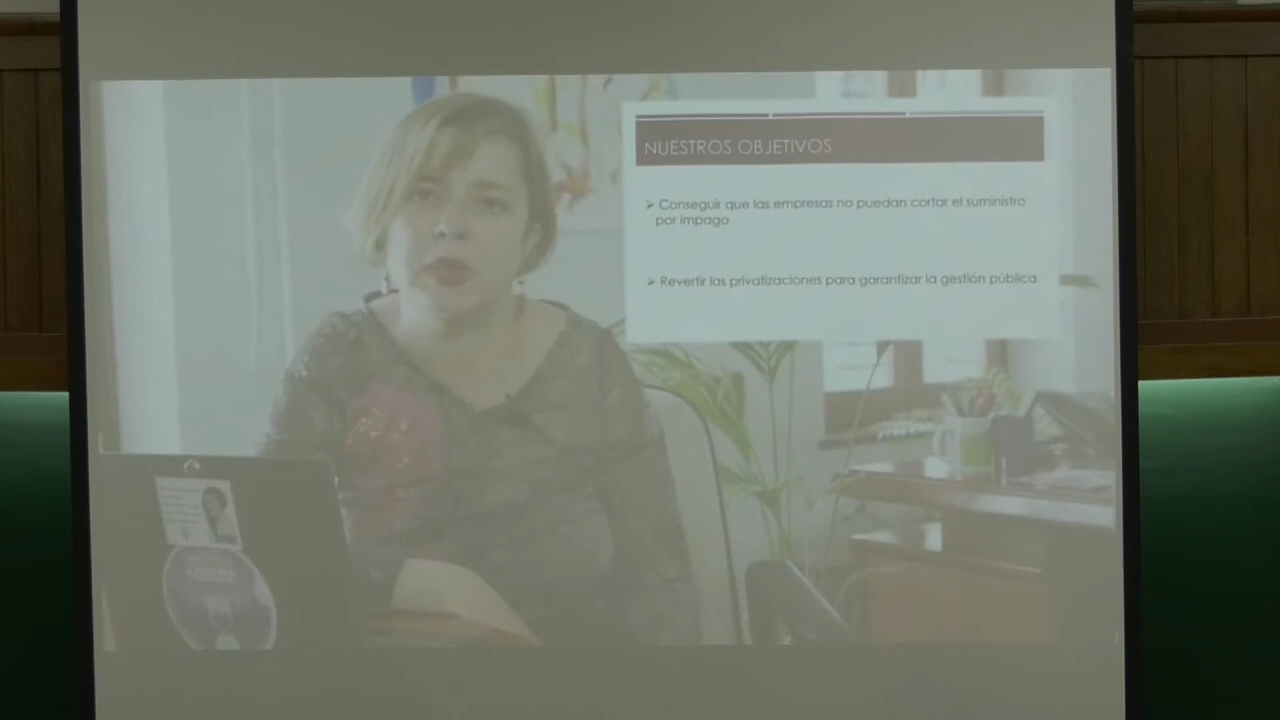 NUESTROS OBJETIVOS
➢ Conseguir que las empresas no puedan cortar el suministro
por impago
➢ Revertir las privatizaciones para garantizar la gestión pública